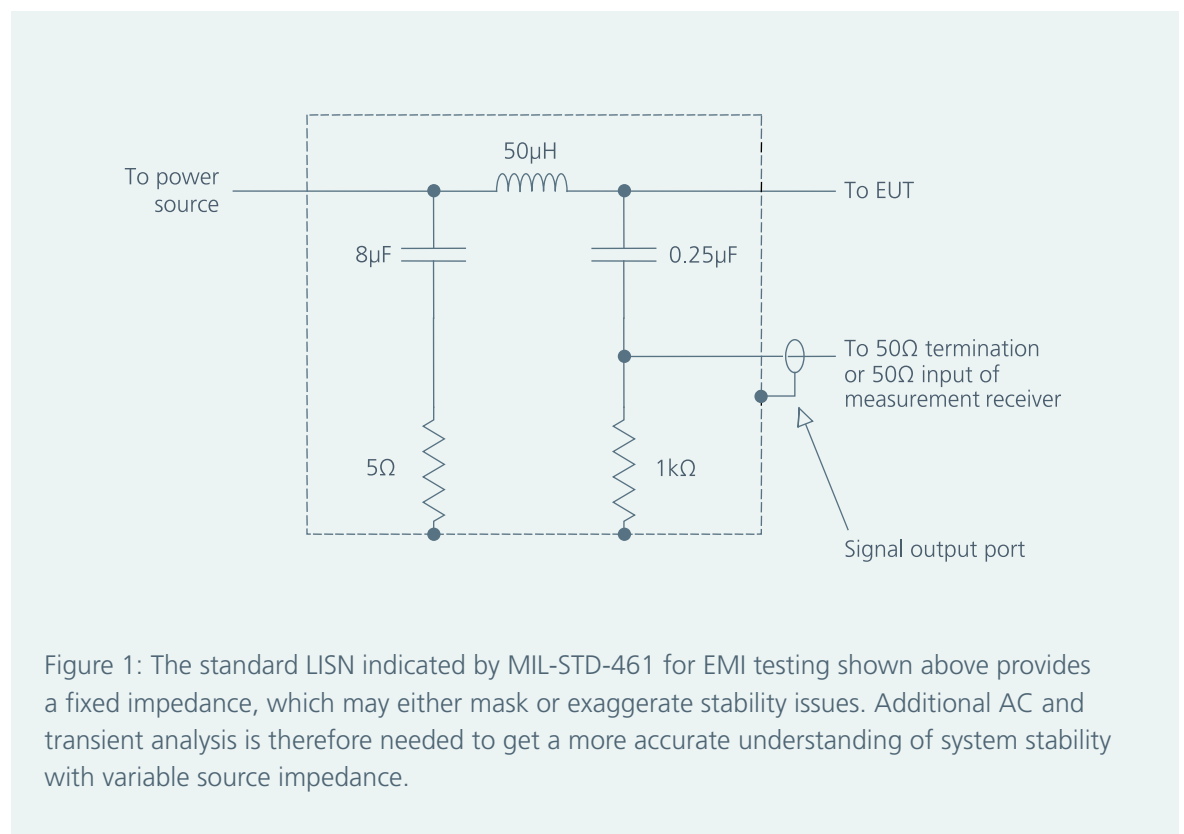 50µH
To power
source
To EUT
8µF
0.25µF
To 50Ω termination
or 50Ω input of
measurement receiver
5Ω
1kΩ
Signal output port
Figure 1: The standard LISN indicated by MIL-STD-461 for EMI testing shown above provides
a fixed impedance, which may either mask or exaggerate stability issues. Additional AC and
transient analysis is therefore needed to get a more accurate understanding of system stability
with variable source impedance.